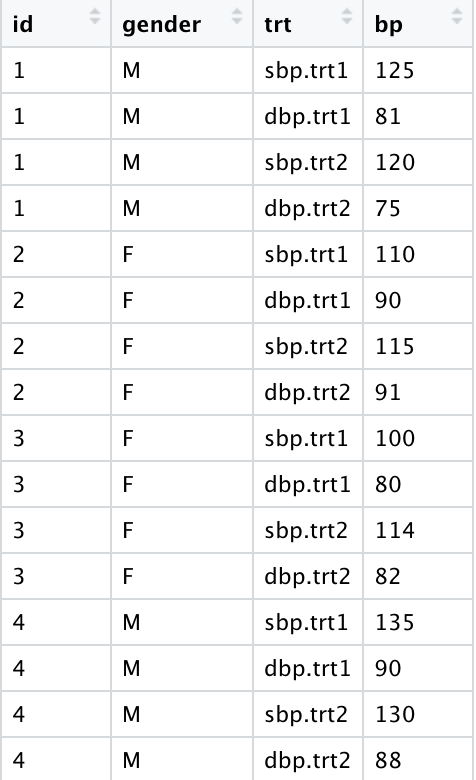 id gender trt bp
1 M sbp.trt1 125
1 M dbp.trt1 81
1 M sbp.trt2 120
1 M dbp.trt2 75
2 F sbp.trt1 110
2 F dbp.trt1 90
2 F sbp.trt2 115
2 F dbp.trt2 91
3 F sbp.trt1 100
3 F dbp.trt1 80
3 F sbp.trt2 114
3 F dbp.trt2 82
4 M sbp.trt1 135
4 M dbp.trt1 90
4 M sbp.trt2 130
4 M dbp.trt2 88